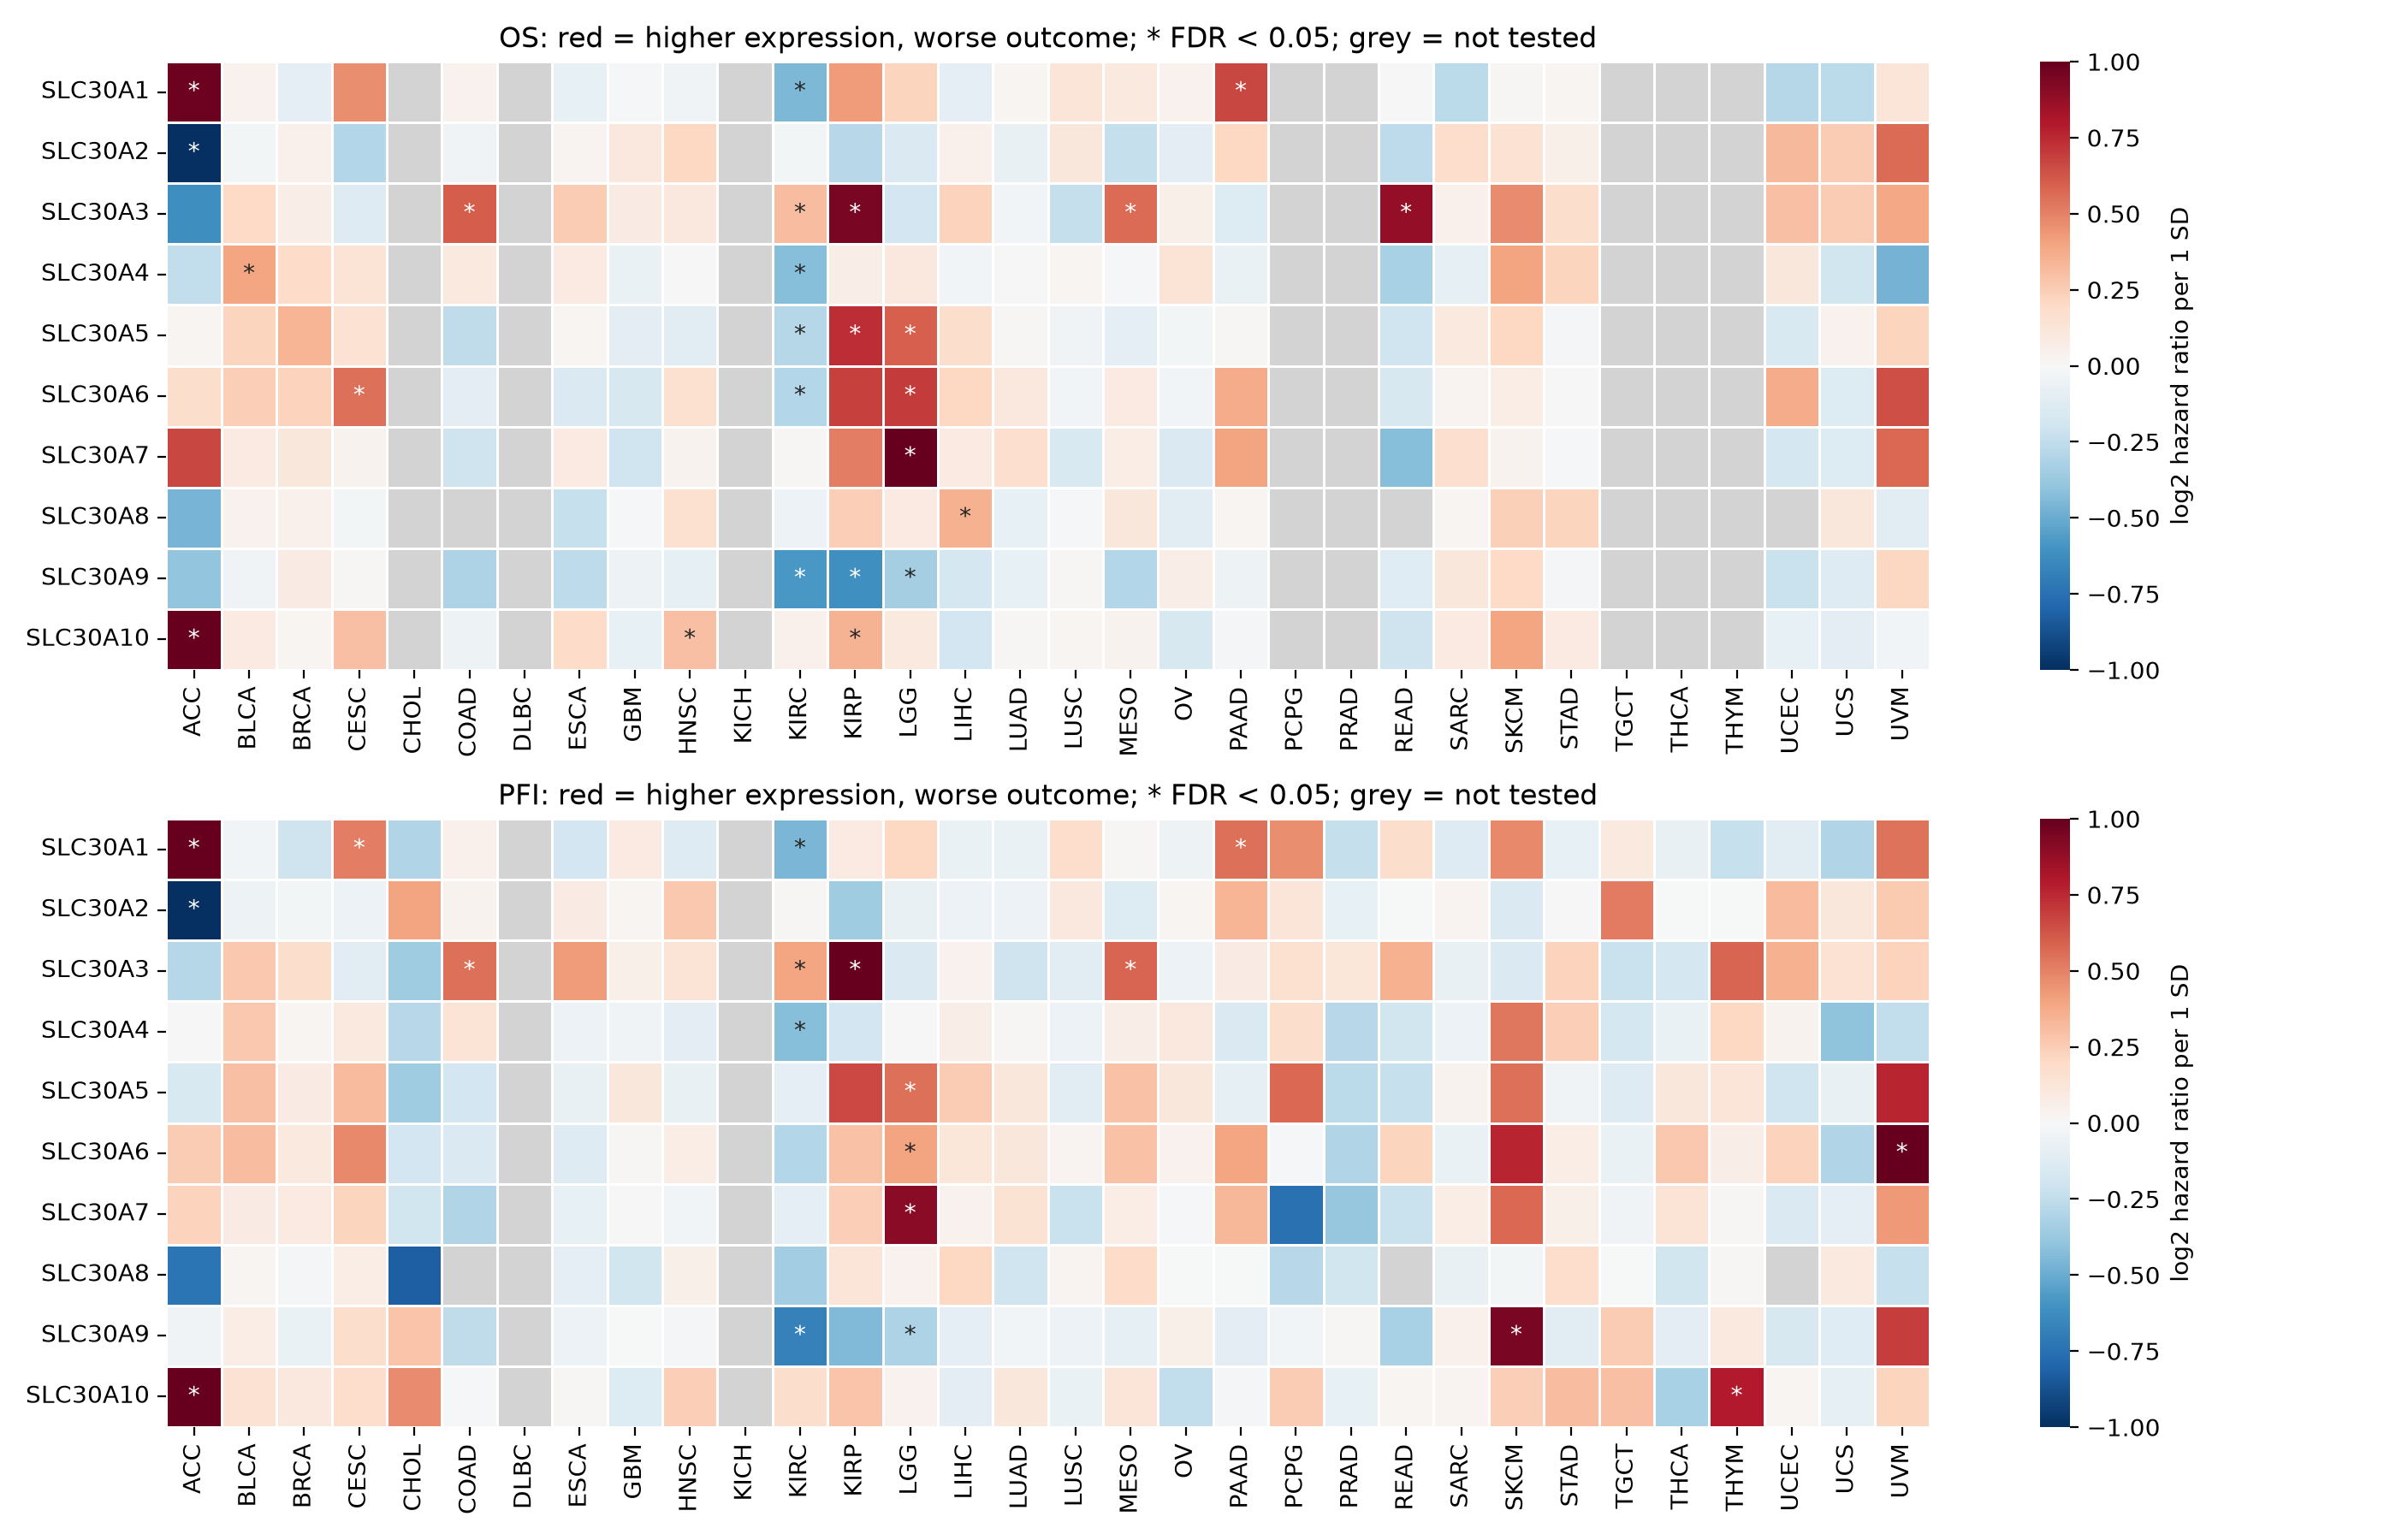 OS: red = higher expression, worse outcome; * FDR < 0.05; grey = not tested
SLC30A1
* * *
SLC30A2
*
SLC30A3
* * * * *
SLC30A4
* *
SLC30A5
* * *
SLC30A6
* * *
SLC30A7
*
SLC30A8
*
SLC30A9
* * *
SLC30A10
* * *
ACC BLCA BRCA CESC CHOL COAD DLBC ESCA GBM HNSC KICH KIRC KIRP LGG LIHC LUAD LUSC MESO OV PAAD PCPG PRAD READ SARC SKCM STAD TGCT THCA THYM UCEC UCS UVM
1.00
0.75
0.50
0.25
0.00
−0.25
−0.50
−0.75
−1.00
log2 hazard ratio per 1 SD
PFI: red = higher expression, worse outcome; * FDR < 0.05; grey = not tested
SLC30A1
* * * *
SLC30A2
*
SLC30A3
* * * *
SLC30A4
*
SLC30A5
*
SLC30A6
* *
SLC30A7
*
SLC30A8
SLC30A9
* * *
SLC30A10
* *
ACC BLCA BRCA CESC CHOL COAD DLBC ESCA GBM HNSC KICH KIRC KIRP LGG LIHC LUAD LUSC MESO OV PAAD PCPG PRAD READ SARC SKCM STAD TGCT THCA THYM UCEC UCS UVM
1.00
0.75
0.50
0.25
0.00
−0.25
−0.50
−0.75
−1.00
log2 hazard ratio per 1 SD